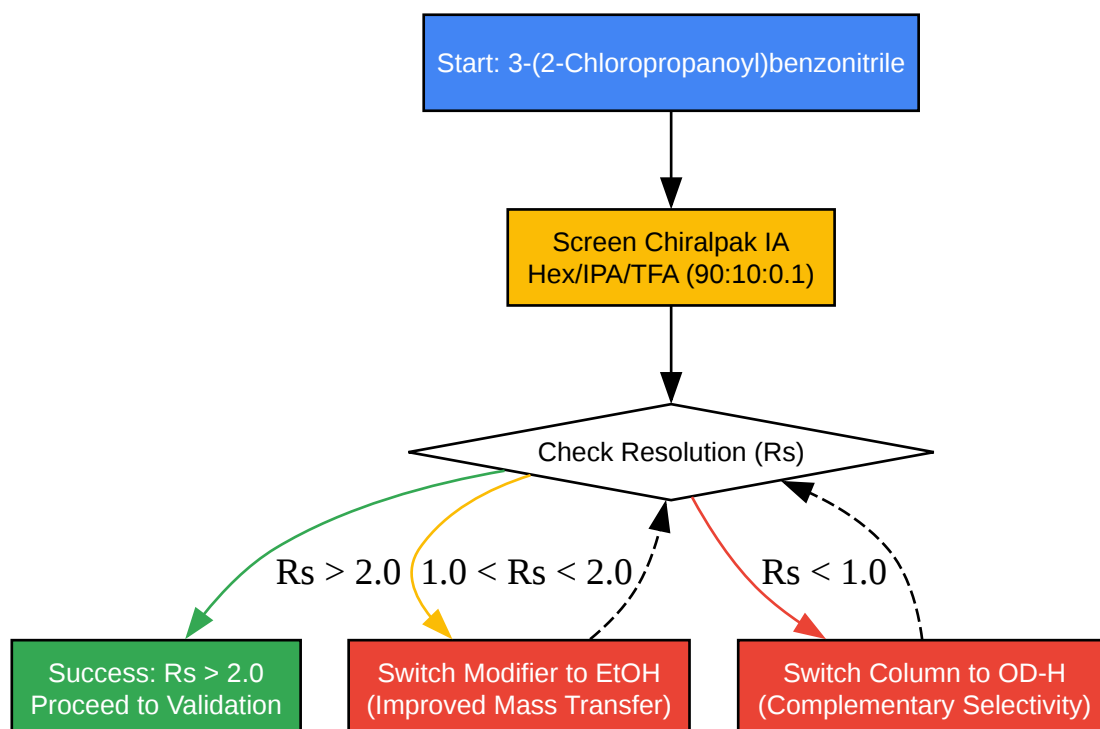 Start: 3-(2-Chloropropanoyl)benzonitrile
Screen Chiralpak IA
Hex/IPA/TFA (90:10:0.1)
Check Resolution (Rs)
Rs > 2.0
1.0 < Rs < 2.0
Rs < 1.0
Success: Rs > 2.0
Proceed to Validation
Switch Modifier to EtOH
(Improved Mass Transfer)
Switch Column to OD-H
(Complementary Selectivity)